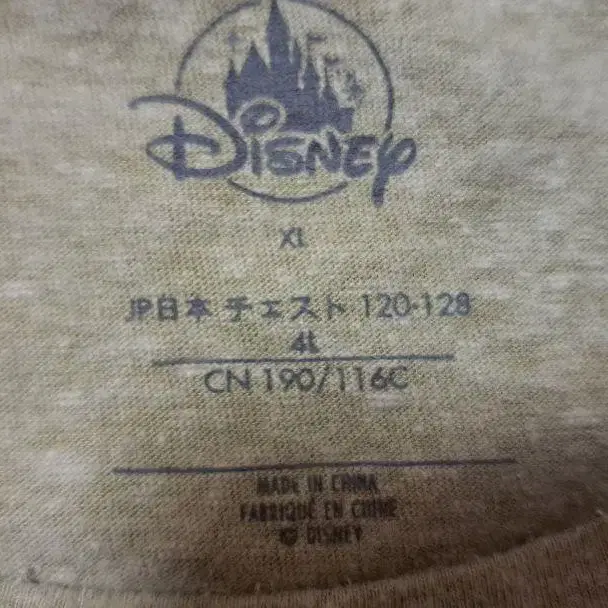 Disney
XL
JP日本 チェスト 120-128
4L
CN 190/116C
MADE IN CHINA
FABRIQUÉ EN CHINE
© DISNEY